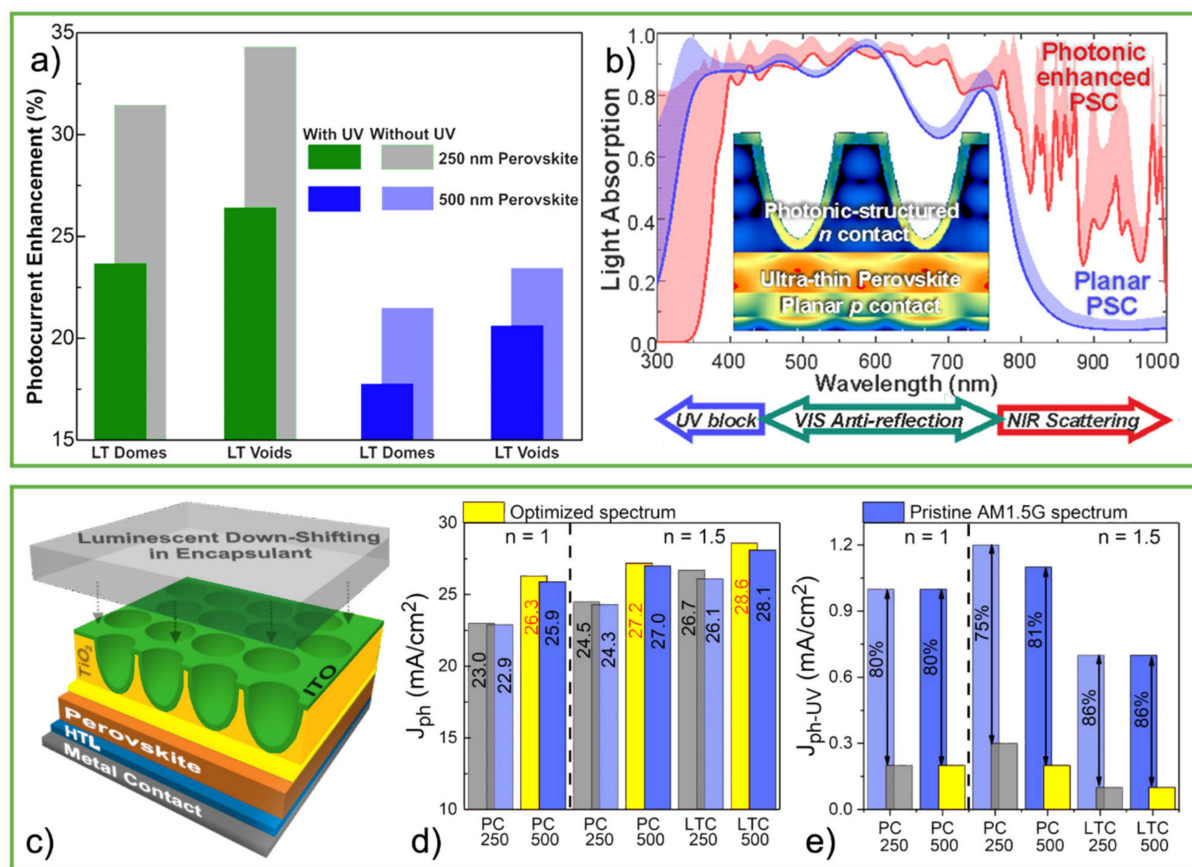 a)
Photocurrent Enhancement (%)
35
30
25
20
15
With UV Without UV
250 nm Perovskite
500 nm Perovskite
LT Domes LT Voids LT Domes LT Voids
b)
Light Absorption
1.0
0.8
0.6
0.4
0.2
0.0
Photonic
enhanced
PSC
Photonic-structured
n contact
Ultra-thin Perovskite
Planar p contact
Planar
PSC
300 400 500 600 700 800 900 1000
Wavelength (nm)
UV block VIS Anti-reflection NIR Scattering
Luminescent Down-Shifting
in Encapsulant
TiO2
ITO
Perovskite
HTL
Metal Contact
c)
Optimized spectrum
n = 1 n = 1.5
Jph (mA/cm2)
30
25
20
15
10
23.0
22.9
26.3
25.9
24.5
24.3
27.2
27.0
26.7
26.1
28.6
28.1
PC PC PC PC LTC LTC
250 500 250 500 250 500
d)
Pristine AM1.5G spectrum
n = 1 n = 1.5
Jph-UV (mA/cm2)
1.2
0.9
0.6
0.3
0.0
80%
80%
75%
81%
86%
86%
PC PC PC PC LTC LTC
250 500 250 500 250 500
e)